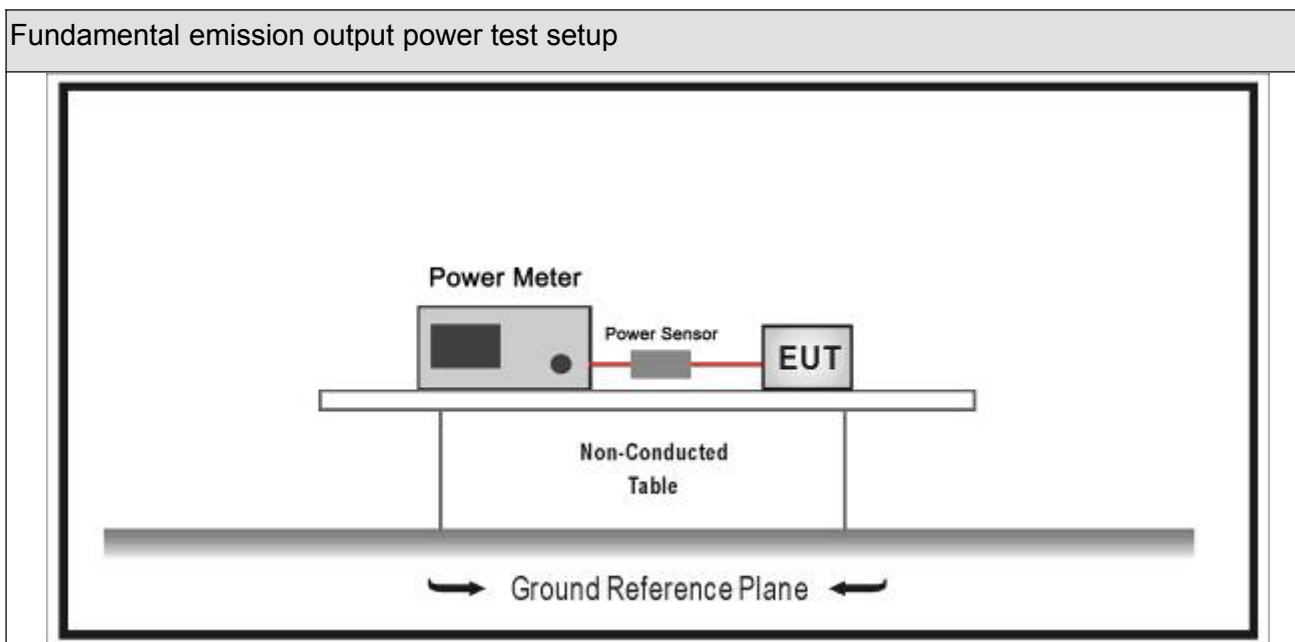 Fundamental emission output power test setup
Power Meter
Power Sensor
EUT
Non-Conducted
Table
Ground Reference Plane